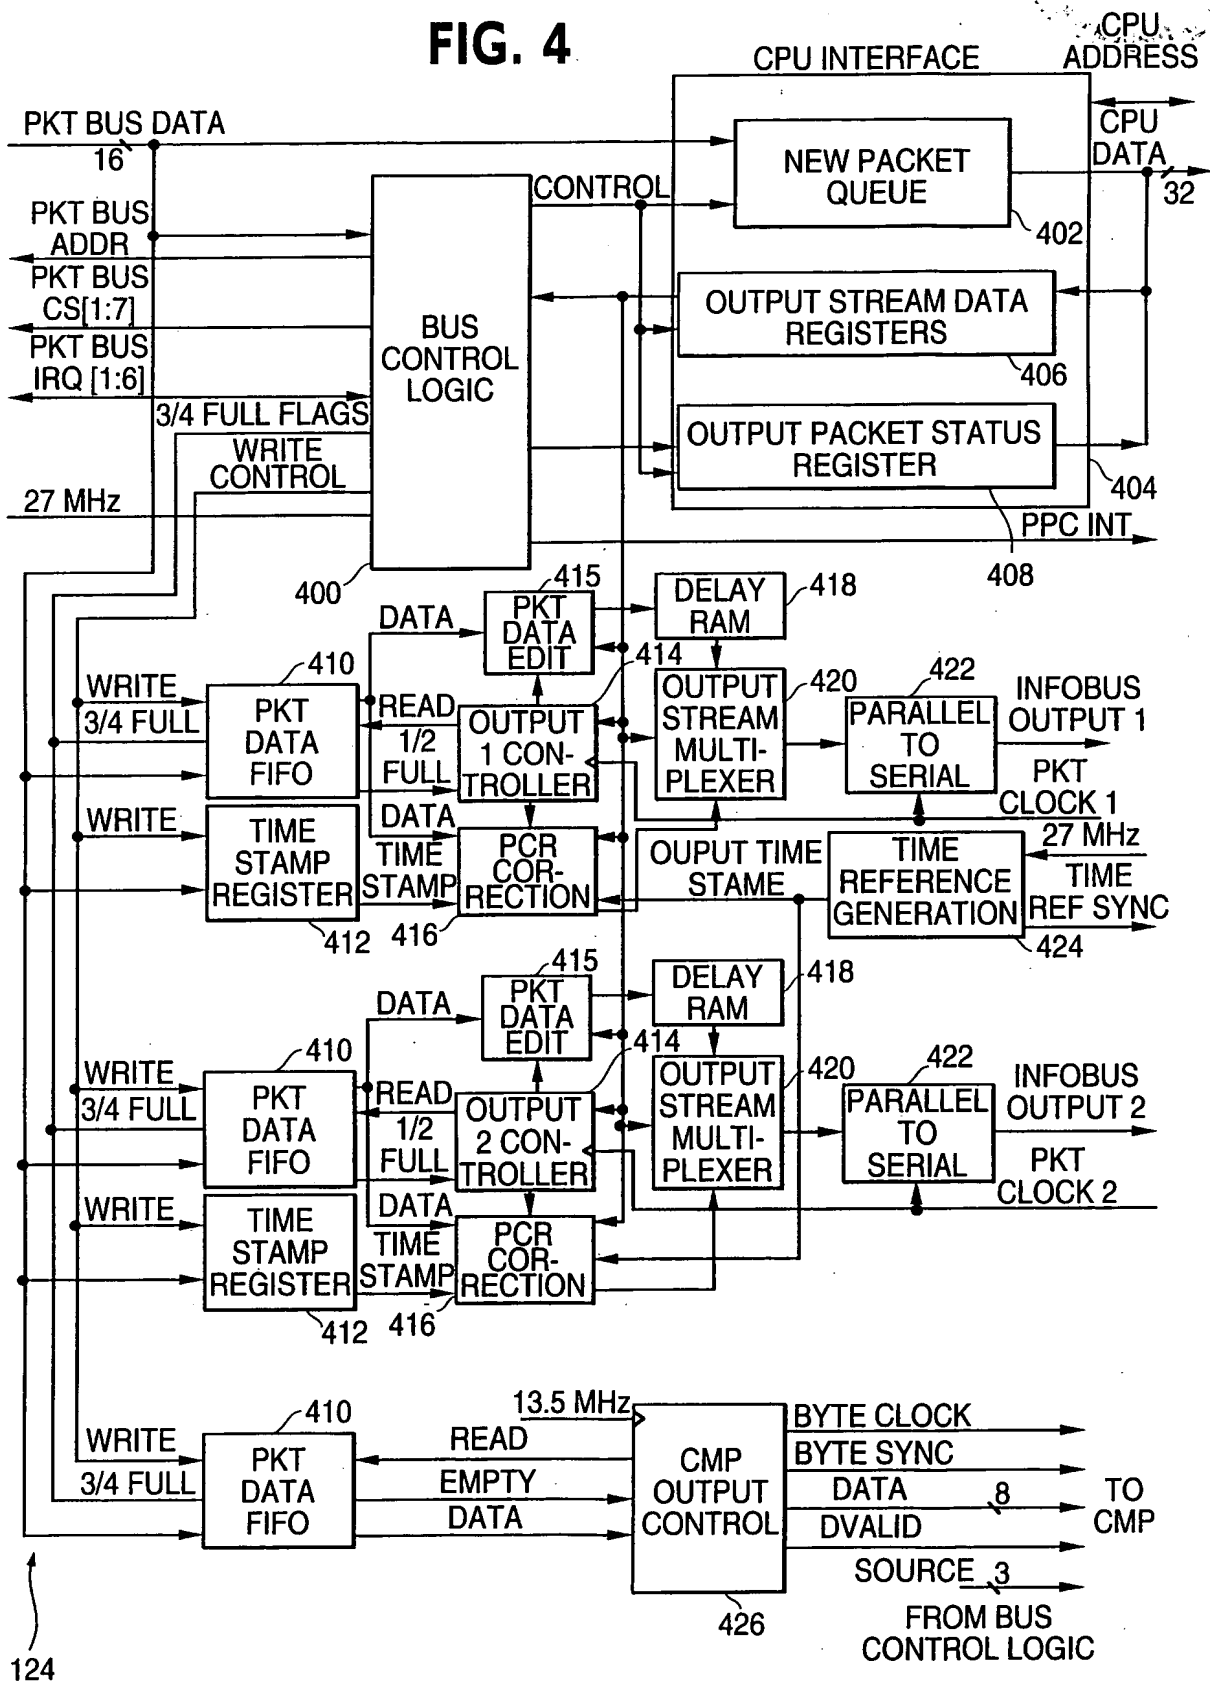 FIG. 4
CPU INTERFACE
CPU
ADDRESS
PKT BUS DATA
16
CPU
DATA
32
NEW PACKET
QUEUE
402
CONTROL
PKT BUS
ADDR
PKT BUS
CS[1:7]
PKT BUS
IRQ [1:6]
3/4 FULL FLAGS
WRITE
CONTROL
27 MHz
BUS
CONTROL
LOGIC
400
OUTPUT STREAM DATA
REGISTERS
406
OUTPUT PACKET STATUS
REGISTER
404
PPC INT
408
415
PKT
DATA
EDIT
DELAY
RAM
418
DATA
414
410
WRITE
3/4 FULL
PKT
DATA
FIFO
READ
1/2
FULL
OUTPUT
1 CON-
TROLLER
OUTPUT
STREAM
MULTI-
PLEXER
420
422
PARALLEL
TO
SERIAL
INFOBUS
OUTPUT 1
PKT
CLOCK 1
WRITE
TIME
STAMP
REGISTER
412
DATA
TIME
STAMP
PCR
COR-
RECTION
416
OUPUT TIME
STAME
TIME
REFERENCE
GENERATION
27 MHz
TIME
REF SYNC
424
415
PKT
DATA
EDIT
DELAY
RAM
418
DATA
414
410
WRITE
3/4 FULL
PKT
DATA
FIFO
READ
1/2
FULL
OUTPUT
2 CON-
TROLLER
OUTPUT
STREAM
MULTI-
PLEXER
420
422
PARALLEL
TO
SERIAL
INFOBUS
OUTPUT 2
PKT
CLOCK 2
WRITE
TIME
STAMP
REGISTER
412
DATA
TIME
STAMP
PCR
COR-
RECTION
416
410
WRITE
3/4 FULL
PKT
DATA
FIFO
13.5 MHz
READ
EMPTY
DATA
CMP
OUTPUT
CONTROL
426
BYTE CLOCK
BYTE SYNC
DATA
8
DVALID
TO
CMP
SOURCE
3
FROM BUS
CONTROL LOGIC
124